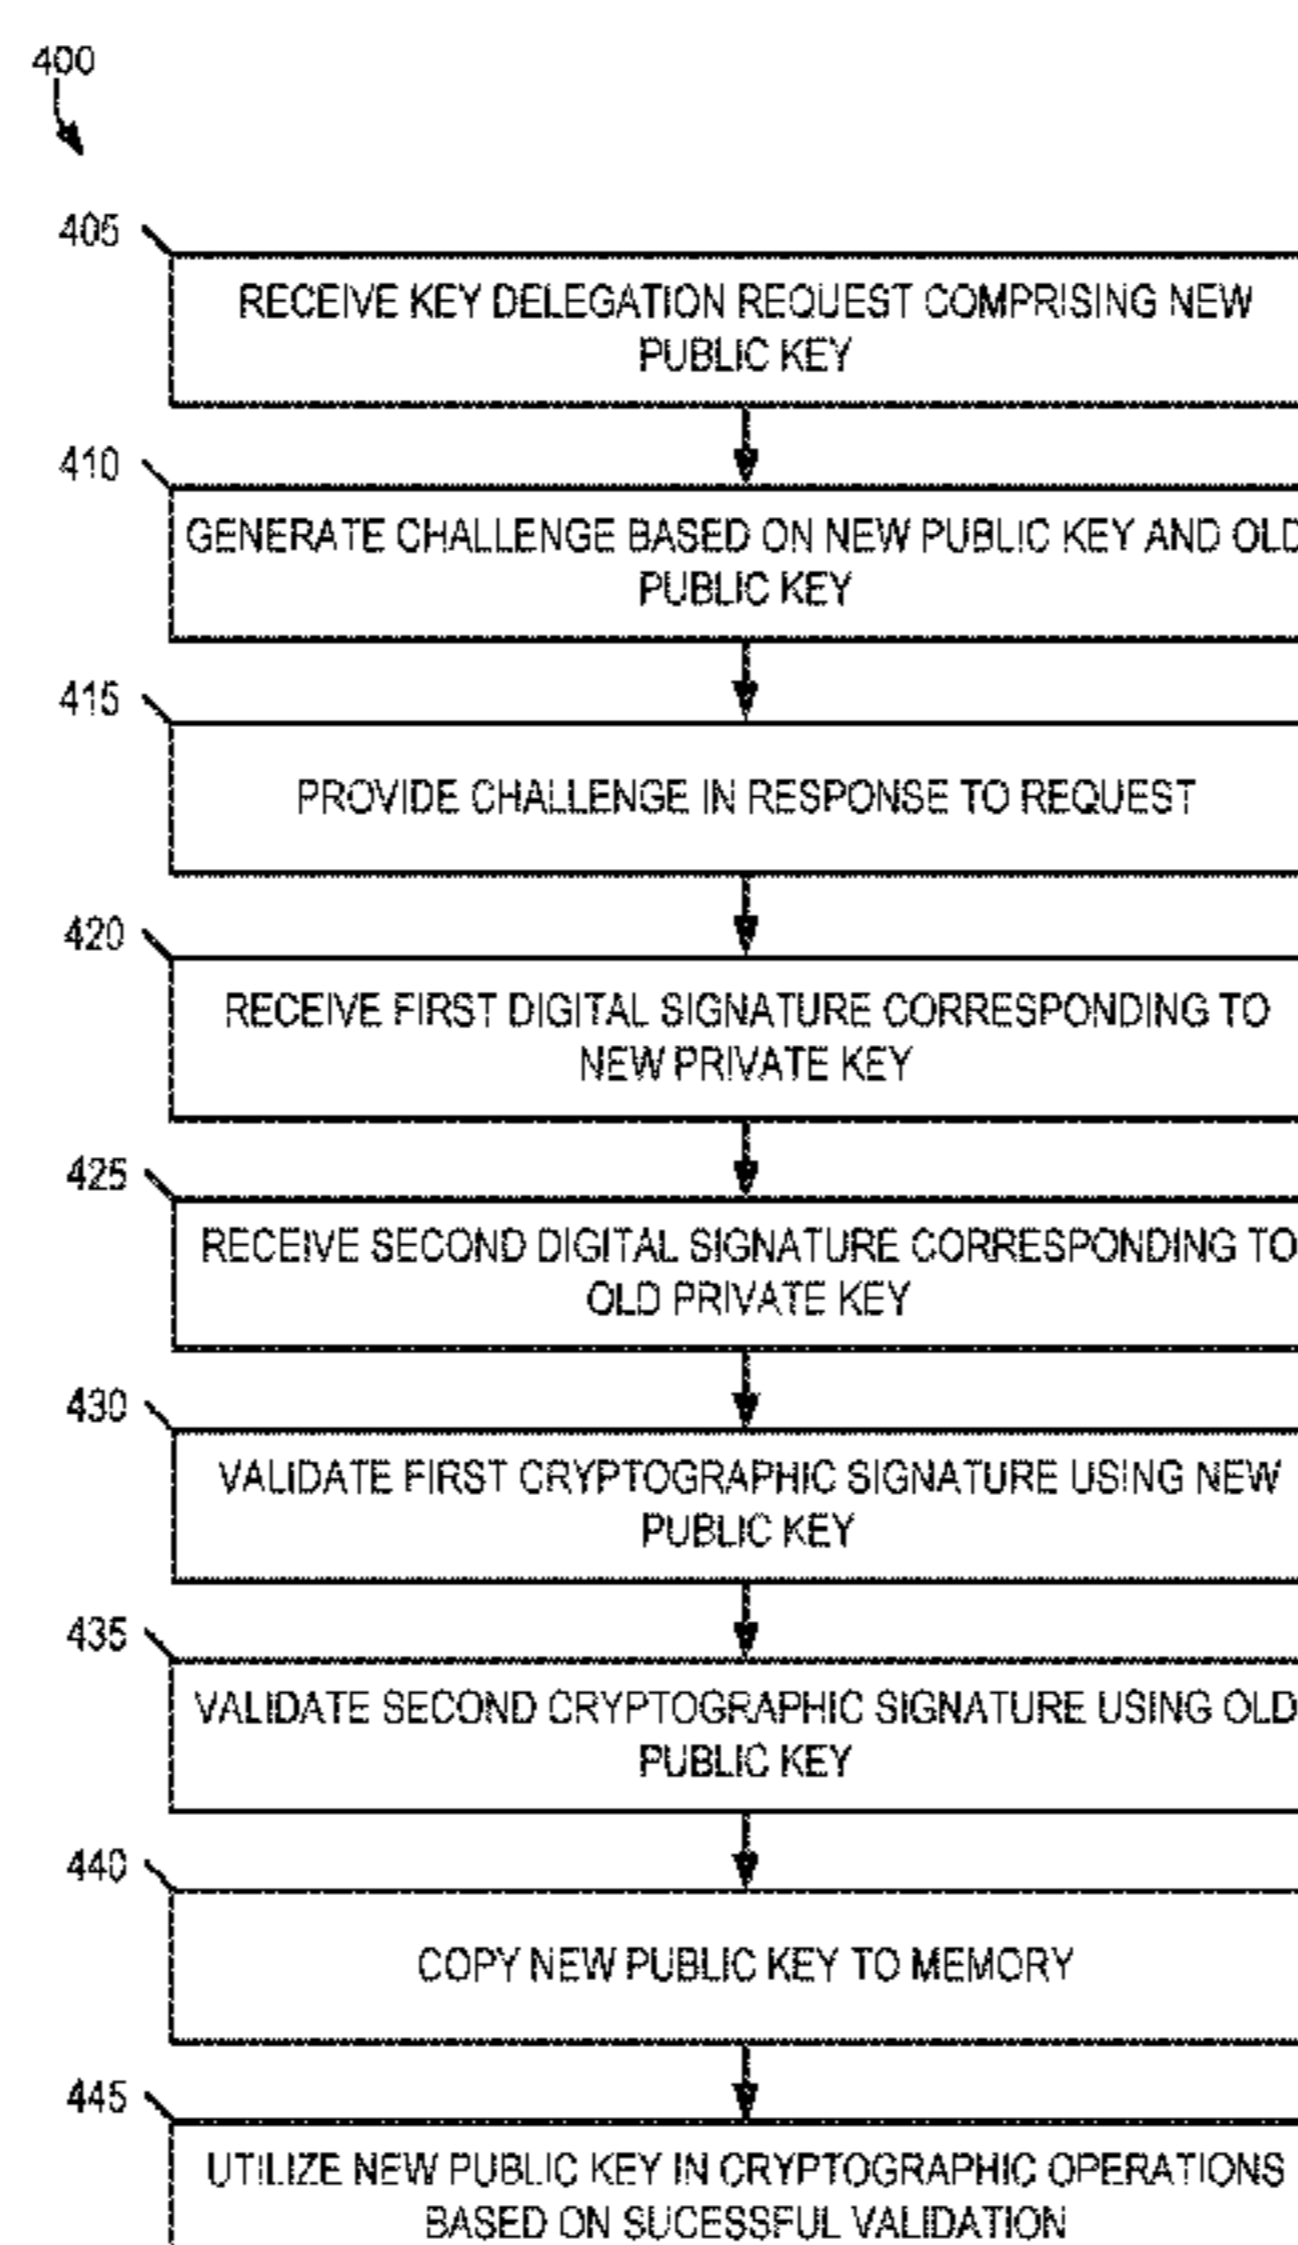 400
405
RECEIVE KEY DELEGATION REQUEST COMPRISING NEW
PUBLIC KEY
410
GENERATE CHALLENGE BASED ON NEW PUBLIC KEY AND OLD
PUBLIC KEY
415
PROVIDE CHALLENGE IN RESPONSE TO REQUEST
420
RECEIVE FIRST DIGITAL SIGNATURE CORRESPONDING TO
NEW PRIVATE KEY
425
RECEIVE SECOND DIGITAL SIGNATURE CORRESPONDING TO
OLD PRIVATE KEY
430
VALIDATE FIRST CRYPTOGRAPHIC SIGNATURE USING NEW
PUBLIC KEY
435
VALIDATE SECOND CRYPTOGRAPHIC SIGNATURE USING OLD
PUBLIC KEY
440
COPY NEW PUBLIC KEY TO MEMORY
445
UTILIZE NEW PUBLIC KEY IN CRYPTOGRAPHIC OPERATIONS
BASED ON SUCESSFUL VALIDATION